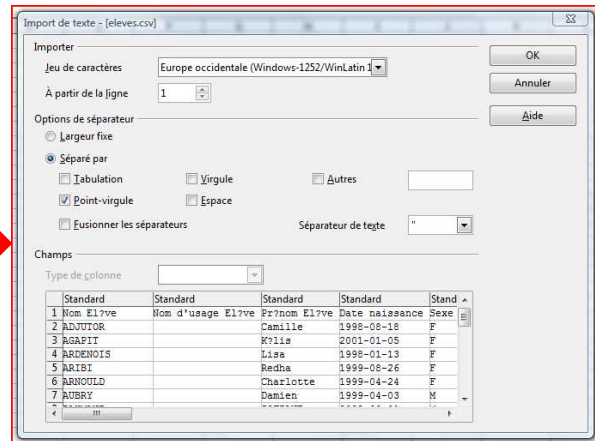 Import de texte - [eleves.csv]
Importer
Jeu de caractères Europe occidentale (Windows-1252/WinLatin 1
À partir de la ligne 1
OK
Annuler
Aide
Options de séparateur
Largeur fixe
Séparé par
Tabulation Virgule Autres
Point-virgule Espace
Fusionner les séparateurs Séparateur de texte "
Champs
Type de colonne
Standard Standard Standard Standard Stand
1 Nom El?ve Nom d'usage El?ve Pr?nom El?ve Date naissance Sexe
2 ADJUTOR Camille 1998-08-18 F
3 AGAPIT K?lis 2001-01-05 F
4 ARDENOIS Lisa 1998-01-13 F
5 ARIBI Redha 1999-08-26 F
6 ARNOULD Charlotte 1999-04-24 F
7 AUBRY Damien 1999-04-03 M